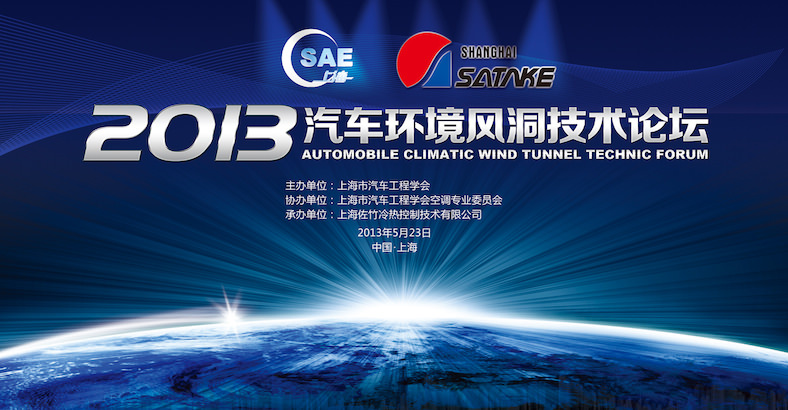 SAE
上海
SHANGHAI
SATAKE
2013汽车环境风洞技术论坛
AUTOMOBILE CLIMATIC WIND TUNNEL TECHNIC FORUM
主办单位：上海市汽车工程学会
协办单位：上海市汽车工程学会空调专业委员会
承办单位：上海佐竹冷热控制技术有限公司
2013年5月23日
中国·上海